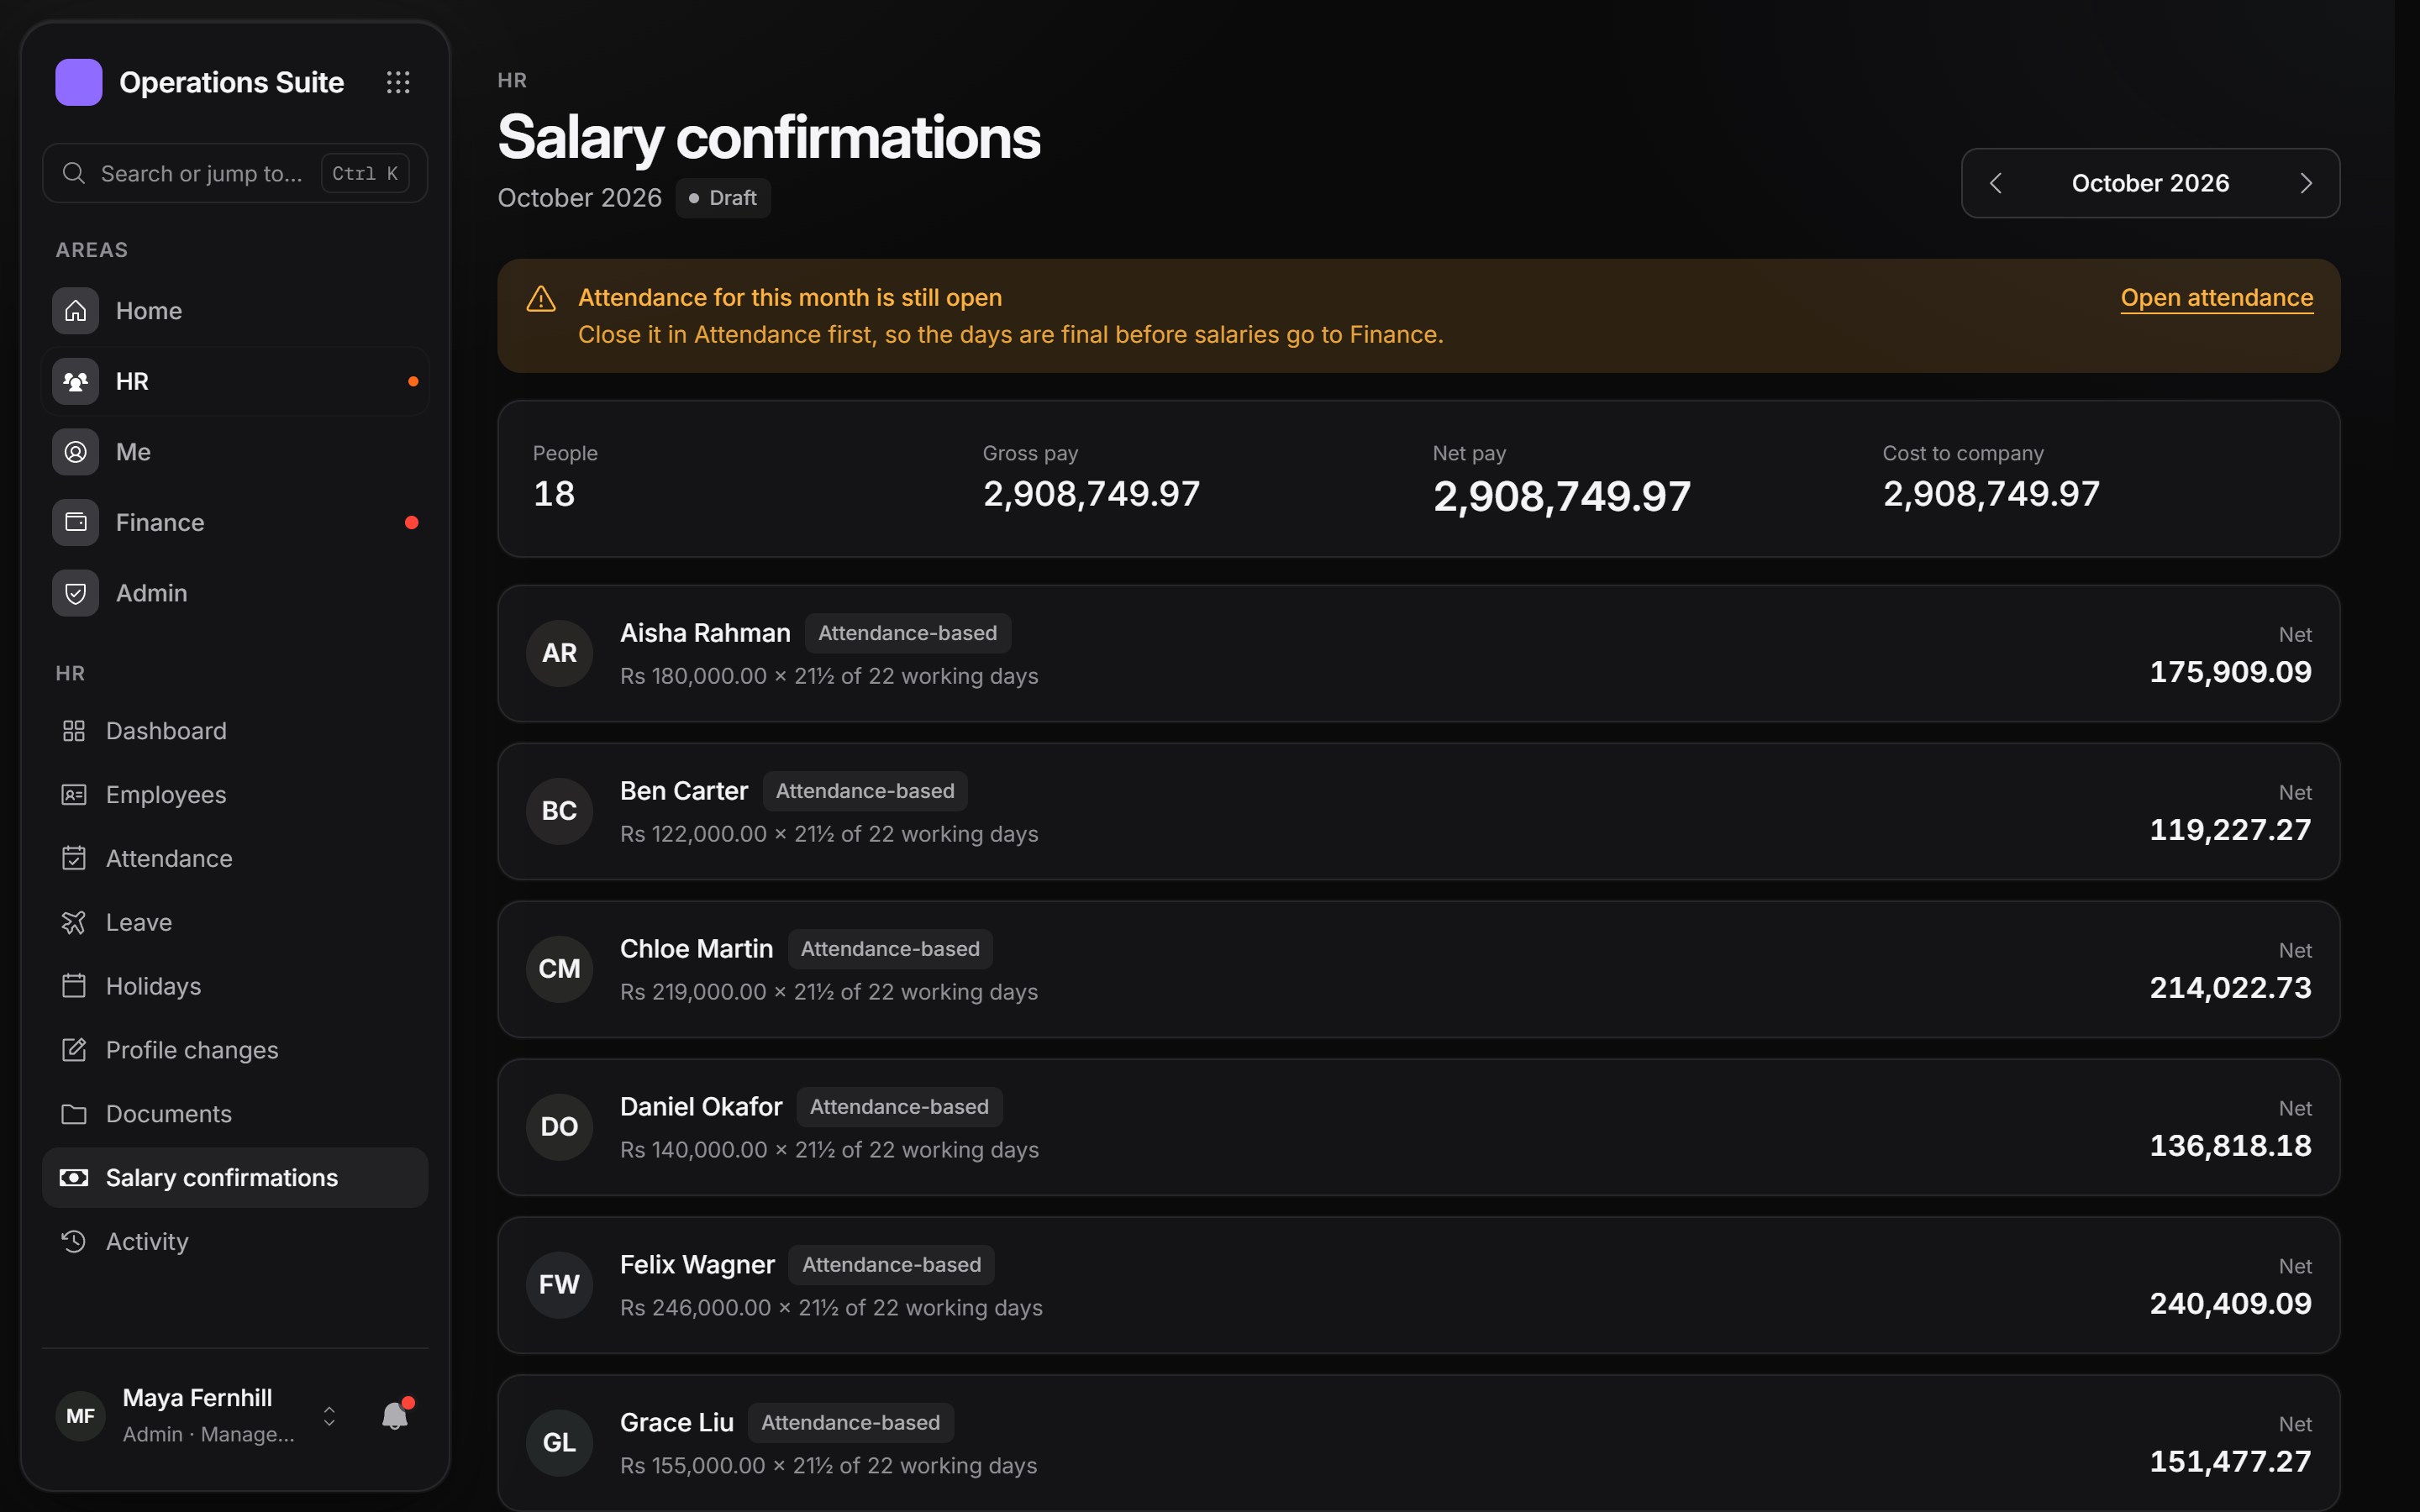 Operations Suite
Search or jump to...
Ctrl K
AREAS
Home
HR
Me
Finance
Admin
HR
Dashboard
Employees
Attendance
Leave
Holidays
Profile changes
Documents
Salary confirmations
Activity
MF
Maya Fernhill
Admin · Manage...
HR
Salary confirmations
October 2026
Draft
October 2026
Attendance for this month is still open
Open attendance
Close it in Attendance first, so the days are final before salaries go to Finance.
People
18
Gross pay
2,908,749.97
Net pay
2,908,749.97
Cost to company
2,908,749.97
AR
Aisha Rahman
Attendance-based
Rs 180,000.00 × 21½ of 22 working days
Net
175,909.09
BC
Ben Carter
Attendance-based
Rs 122,000.00 × 21½ of 22 working days
Net
119,227.27
CM
Chloe Martin
Attendance-based
Rs 219,000.00 × 21½ of 22 working days
Net
214,022.73
DO
Daniel Okafor
Attendance-based
Rs 140,000.00 × 21½ of 22 working days
Net
136,818.18
FW
Felix Wagner
Attendance-based
Rs 246,000.00 × 21½ of 22 working days
Net
240,409.09
GL
Grace Liu
Attendance-based
Rs 155,000.00 × 21½ of 22 working days
Net
151,477.27